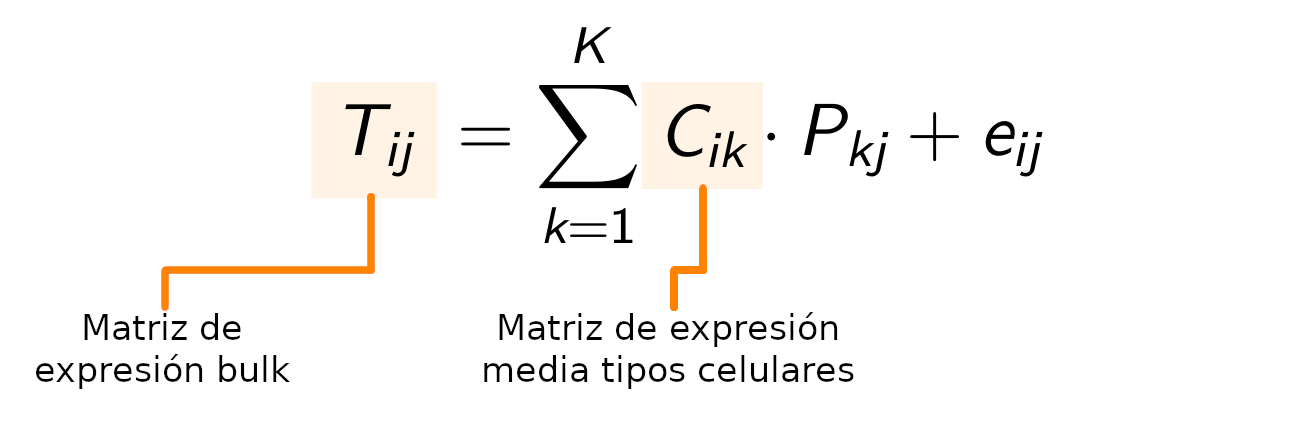 K
T_{ij} = \sum C_{ik} \cdot P_{kj} + e_{ij}
k=1
Matriz de
expresión bulk
Matriz de expresión
media tipos celulares